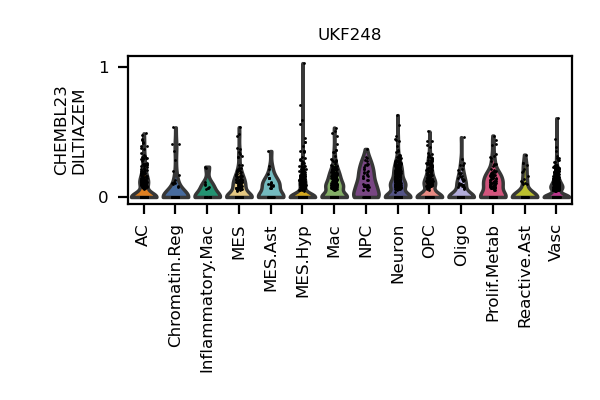 UKF248
CHEMBL23
DILTIAZEM
1
0
AC
Chromatin.Reg
Inflammatory.Mac
MES
MES.Ast
MES.Hyp
Mac
NPC
Neuron
OPC
Oligo
Prolif.Metab
Reactive.Ast
Vasc